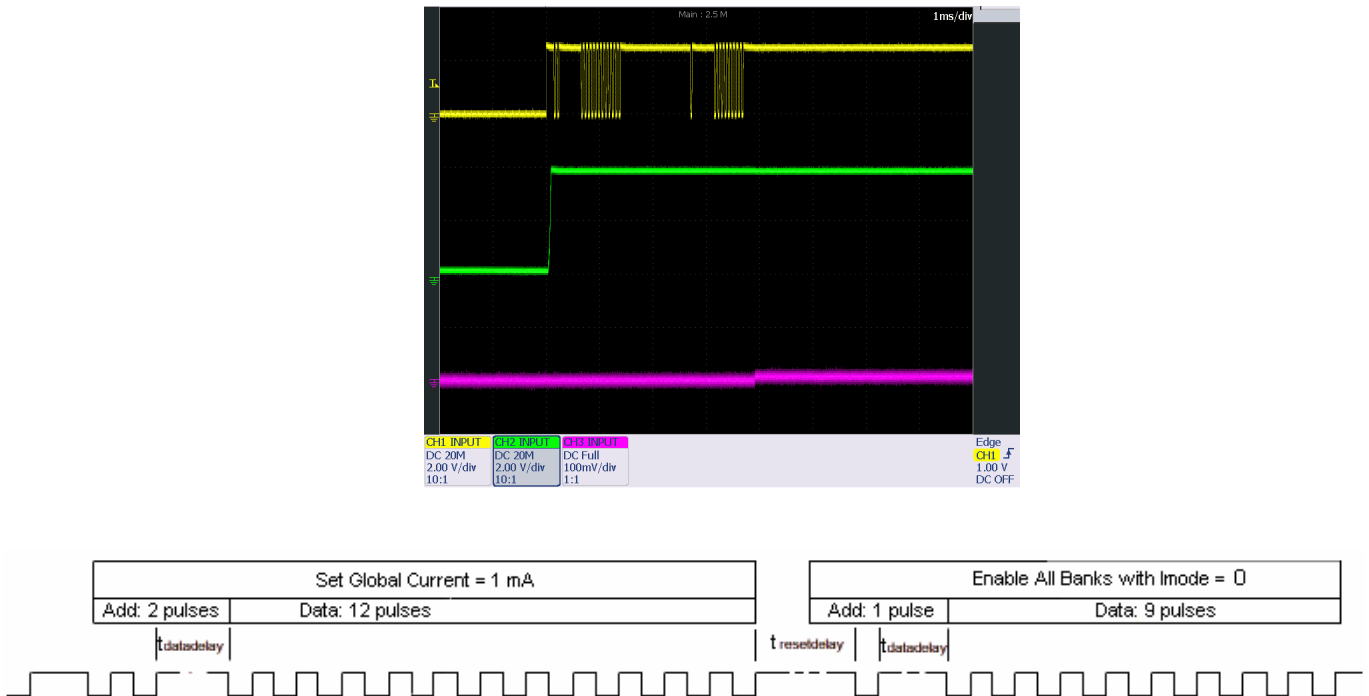 Main : 2.5 M
1ms/div
CH1 INPUT CH2 INPUT CH3 INPUT
DC 20M DC 20M DC Full
2.00 V/div 2.00 V/div 100mV/div
10:1 10:1 1:1
Edge
CH1
1.00 V
DC OFF
Set Global Current = 1 mA
Enable All Banks with Imode = 0
Add: 2 pulses Data: 12 pulses
Add: 1 pulse Data: 9 pulses
tdatadelay
t resetdelay
tdatadelay